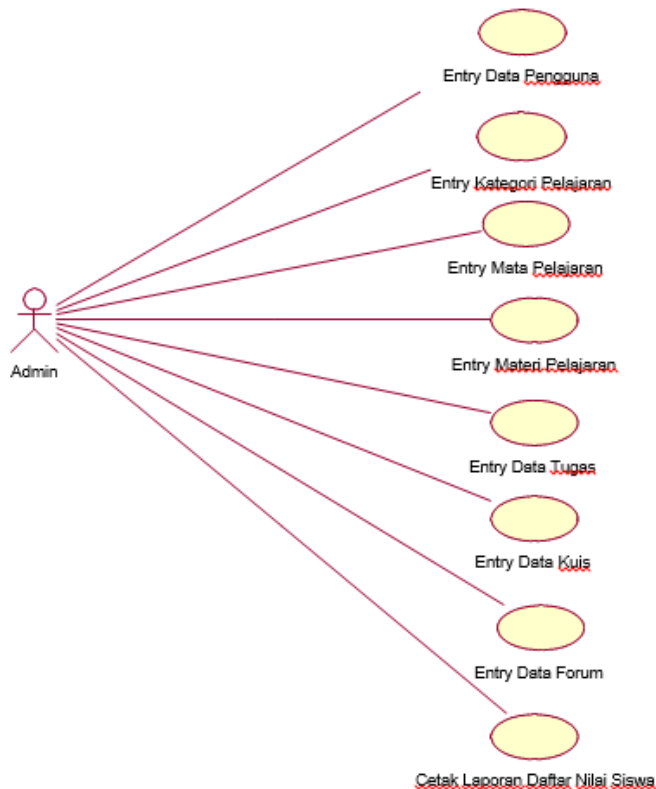 Entry Data Pengguna
Entry Kategori Pelajaran
Entry Mata Pelajaran
Admin
Entry Materi Pelajaran
Entry Data Tugas
Entry Data Kuis
Entry Data Forum
Cetak Laporan Daftar Nilai Siswa